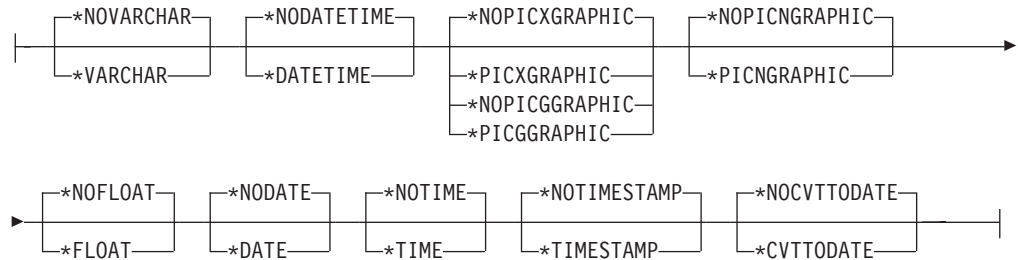 *NOVARCHAR *NODATETIME *NOPICXGRAPHIC *NOPICNGRAPHIC
*VARCHAR *DATETIME *PICXGRAPHIC *PICNGRAPHIC
*NOPICGGRAPHIC
*PICGGRAPHIC
*NOFLOAT *NODATE *NOTIME *NOTIMESTAMP *NOCVTTODATE
*FLOAT *DATE *TIME *TIMESTAMP *CVTTODATE